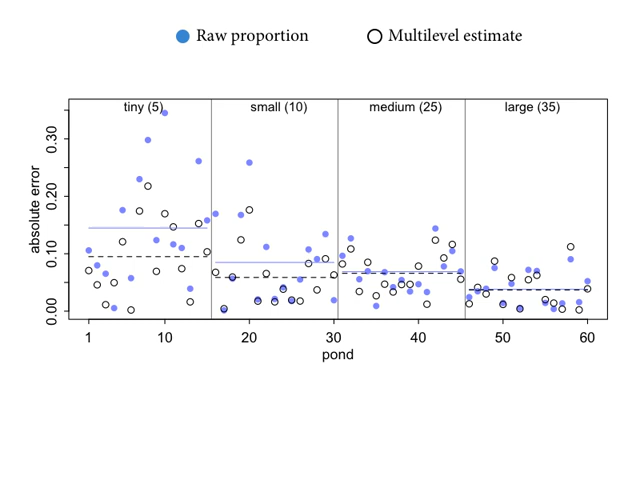 Raw proportion
Multilevel estimate
tiny (5)
small (10)
medium (25)
large (35)
absolute error
0.30
0.20
0.10
0.00
1
10
20
30
40
50
60
pond